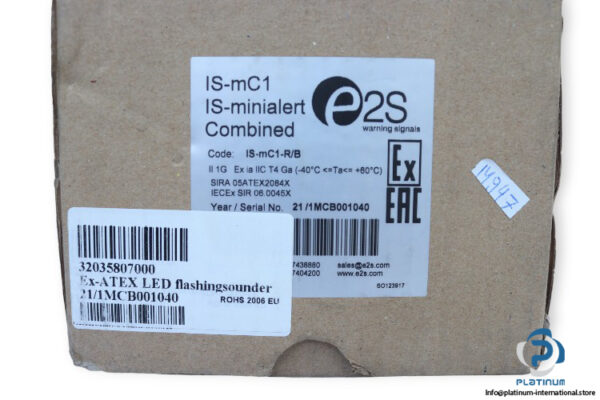 IS-mC1
IS-minialert
Combined
e2S
warning signals
Code: IS-mC1-R/B
II 1G Ex ia IIC T4 Ga (-40°C <=Ta<= +60°C)
SIRA 05ATEX2084X
IECEx SIR 06.0045X
Year / Serial No. 21 /1MCB001040
Ex
EAC
14947
7438880 sales@e2s.com
7404200 www.e2s.com
SO123917
32035807000
Ex-ATEX LED flashingsounder
21/1MCB001040
ROHS 2006 EU
PLATINUM
Info@platinum-international.store